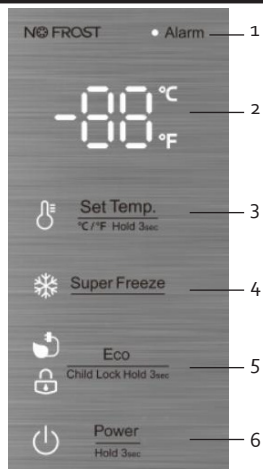 NO FROST • Alarm 1
-88 °C °F 2
Set Temp. 3
°C/°F Hold 3sec
Super Freeze 4
Eco 5
Child Lock Hold 3sec
Power 6
Hold 3sec